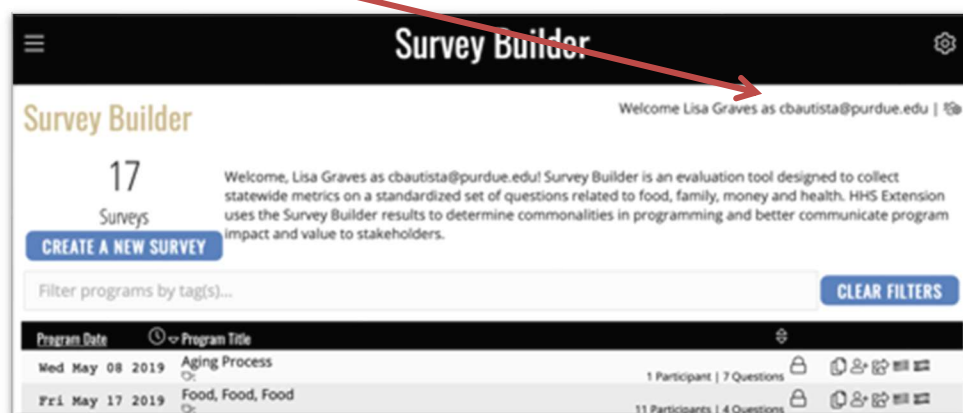 Survey Builder
Survey Builder
Welcome Lisa Graves as cbautista@purdue.edu |
17
Surveys
CREATE A NEW SURVEY
Welcome, Lisa Graves as cbautista@purdue.edu! Survey Builder is an evaluation tool designed to collect
statewide metrics on a standardized set of questions related to food, family, money and health. HHS Extension
uses the Survey Builder results to determine commonalities in programming and better communicate program
impact and value to stakeholders.
Filter programs by tag(s)...
CLEAR FILTERS
Program Date Program Title
Wed May 08 2019 Aging Process
1 Participant | 7 Questions
Fri May 17 2019 Food, Food, Food
11 Participants | 4 Questions